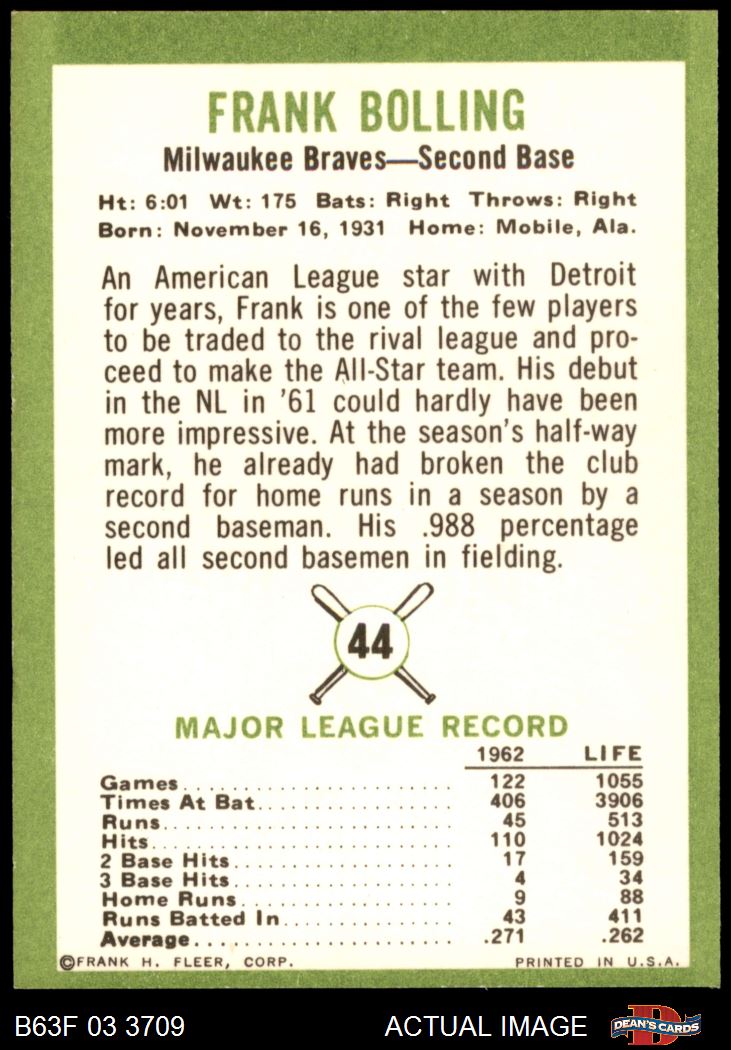 FRANK BOLLING
Milwaukee Braves—Second Base
Ht: 6:01 Wt: 175 Bats: Right Throws: Right
Born: November 16, 1931 Home: Mobile, Ala.
An American League star with Detroit
for years, Frank is one of the few players
to be traded to the rival league and pro-
ceed to make the All-Star team. His debut
in the NL in '61 could hardly have been
more impressive. At the season's half-way
mark, he already had broken the club
record for home runs in a season by a
second baseman. His .988 percentage
led all second basemen in fielding.
44
MAJOR LEAGUE RECORD
1962 LIFE
Games 122 1055
Times At Bat 406 3906
Runs 45 513
Hits 110 1024
2 Base Hits 17 159
3 Base Hits 4 34
Home Runs 9 88
Runs Batted In 43 411
Average .271 .262
©FRANK H. FLEER, CORP. PRINTED IN U.S.A.
B63F 03 3709 ACTUAL IMAGE D DEAN'S CARDS